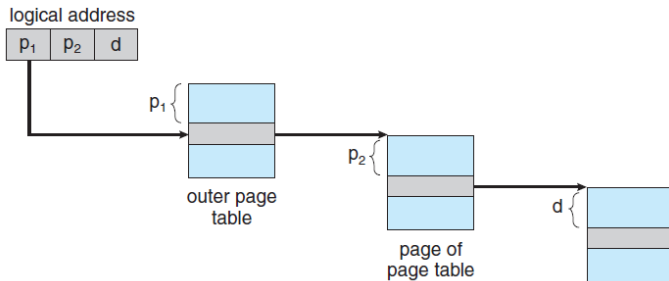 logical address
p₁ p₂ d
p₁
outer page
table
p₂
page of
page table
d